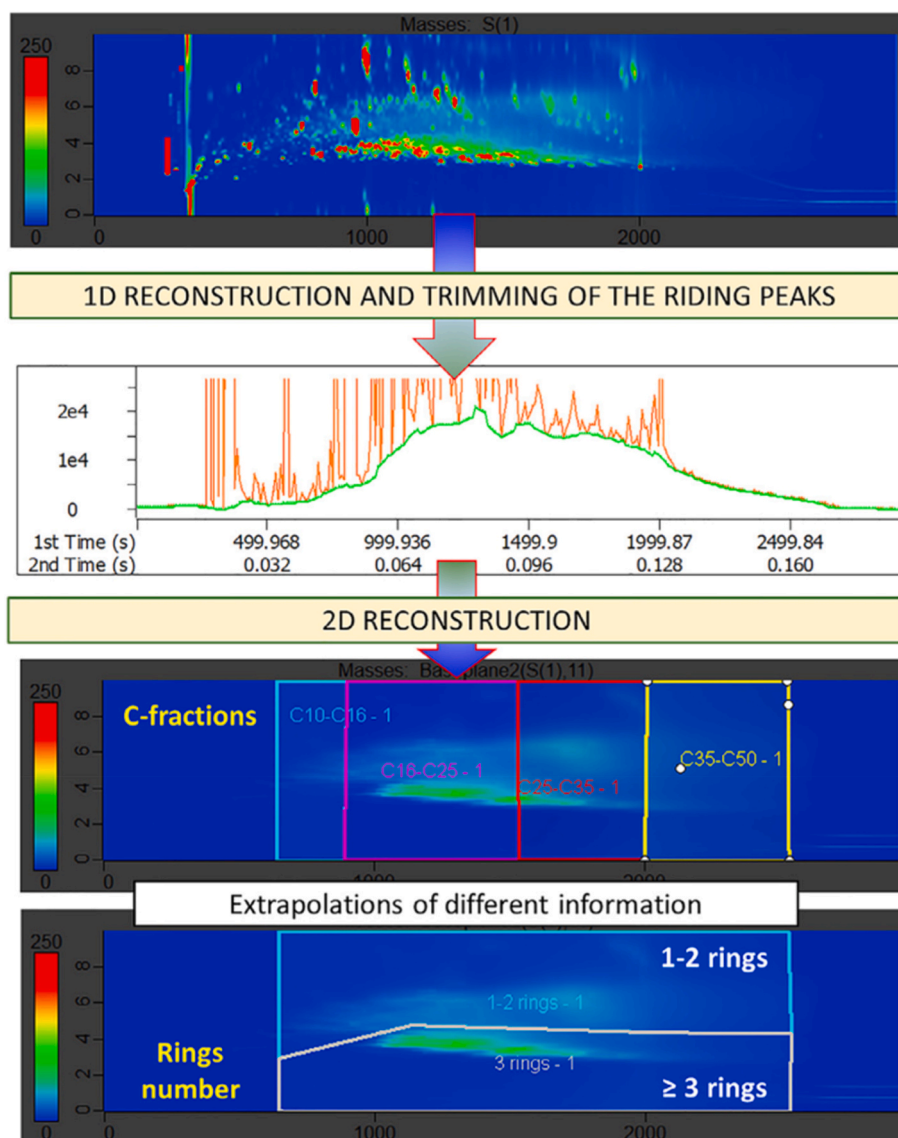 Masses: S(1)
250
8
6
4
2
0
0
0
1000
2000
1D RECONSTRUCTION AND TRIMMING OF THE RIDING PEAKS
2e4
1e4
0
1st Time (s) 499.968 999.936 1499.9 1999.87 2499.84
2nd Time (s) 0.032 0.064 0.096 0.128 0.160
2D RECONSTRUCTION
250
C-fractions
C10-C16 - 1
C16-C25 - 1
C25-C35 - 1
C35-C50 - 1
8
6
4
2
0
0
0
1000
2000
Extrapolations of different information
250
1-2 rings
1-2 rings - 1
3 rings - 1
Rings
number
≥ 3 rings
8
6
4
2
0
0
0
1000
2000